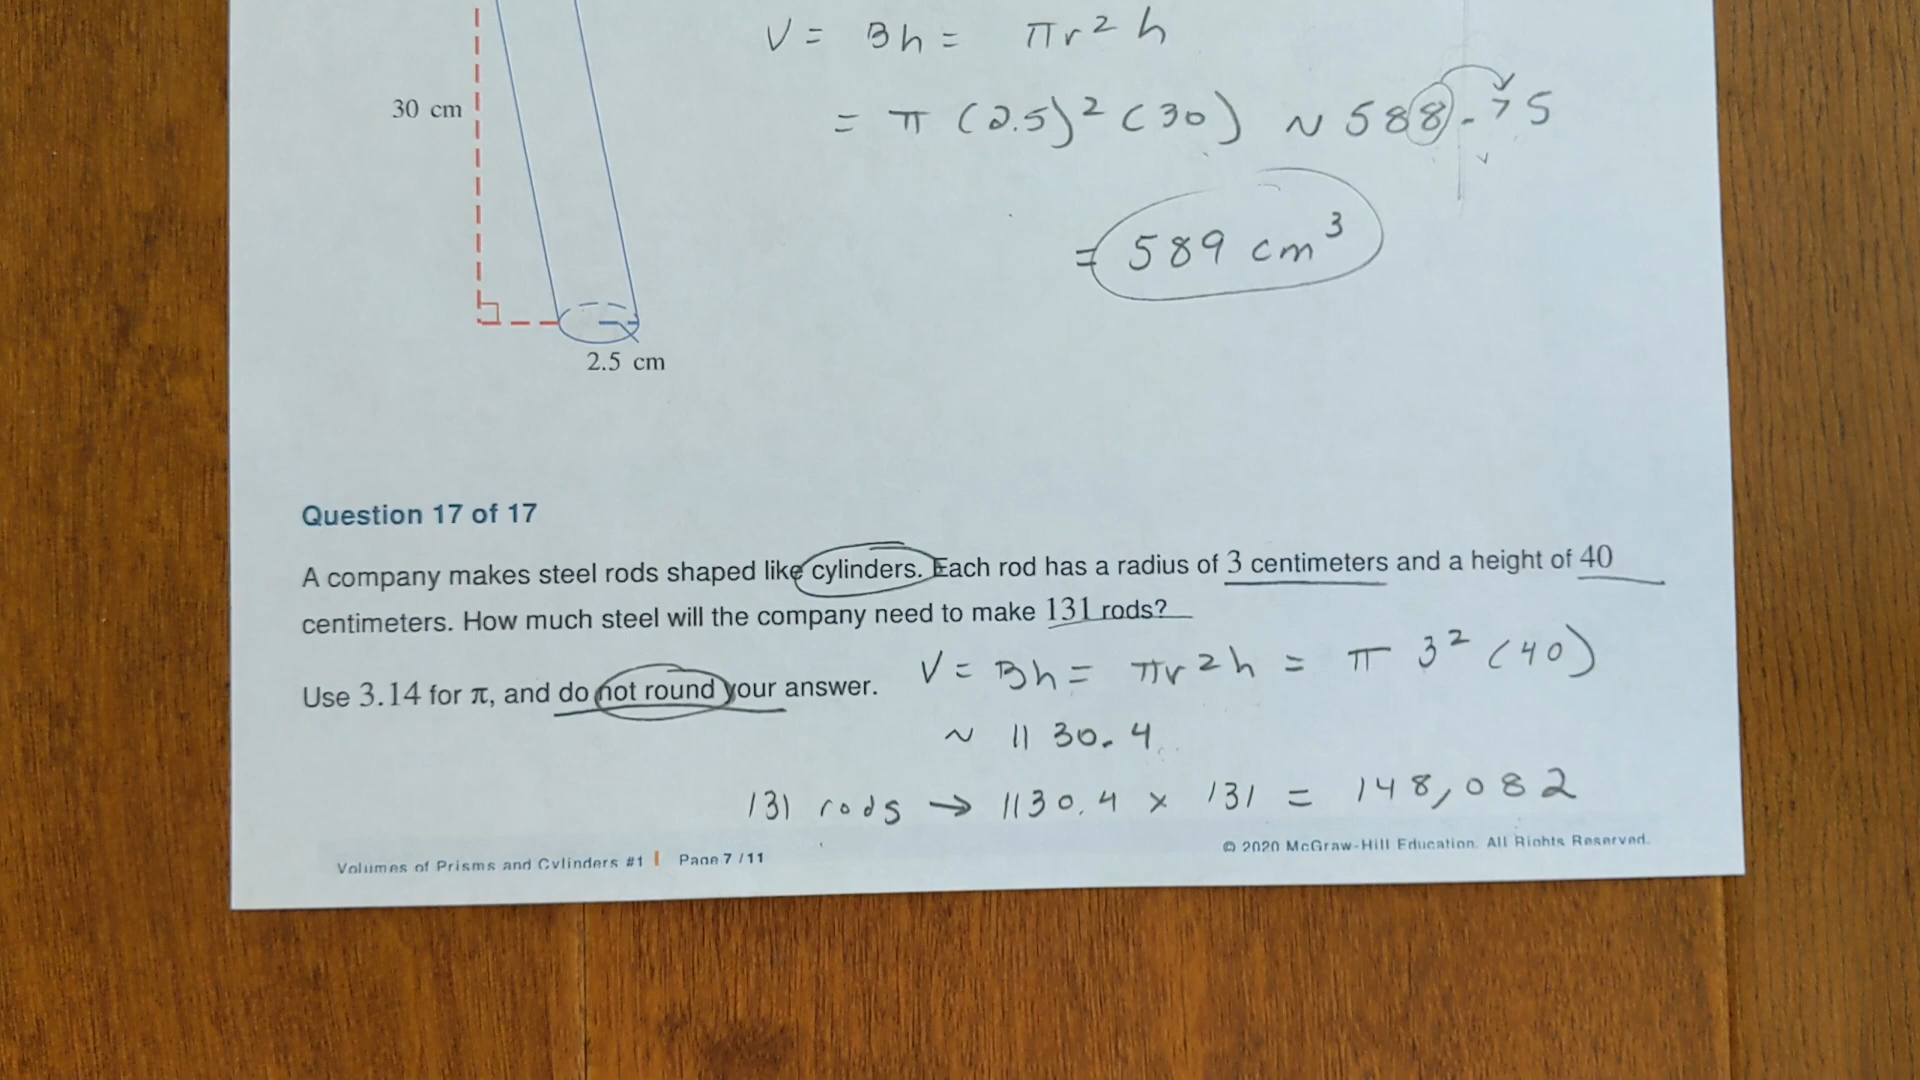 V = Bh = πr² h
30 cm
= π (2.5)² (30) ~ 588.75
= 589 cm³
2.5 cm
Question 17 of 17
A company makes steel rods shaped like cylinders. Each rod has a radius of 3 centimeters and a height of 40
centimeters. How much steel will the company need to make 131 rods?
Use 3.14 for π, and do not round your answer.
V = Bh = πr²h = π 3² (40)
~ 1130.4
131 rods → 1130.4 × 131 = 148,082
Volumes of Prisms and Cylinders #1 | Page 7 / 11
© 2020 McGraw-Hill Education. All Rights Reserved.